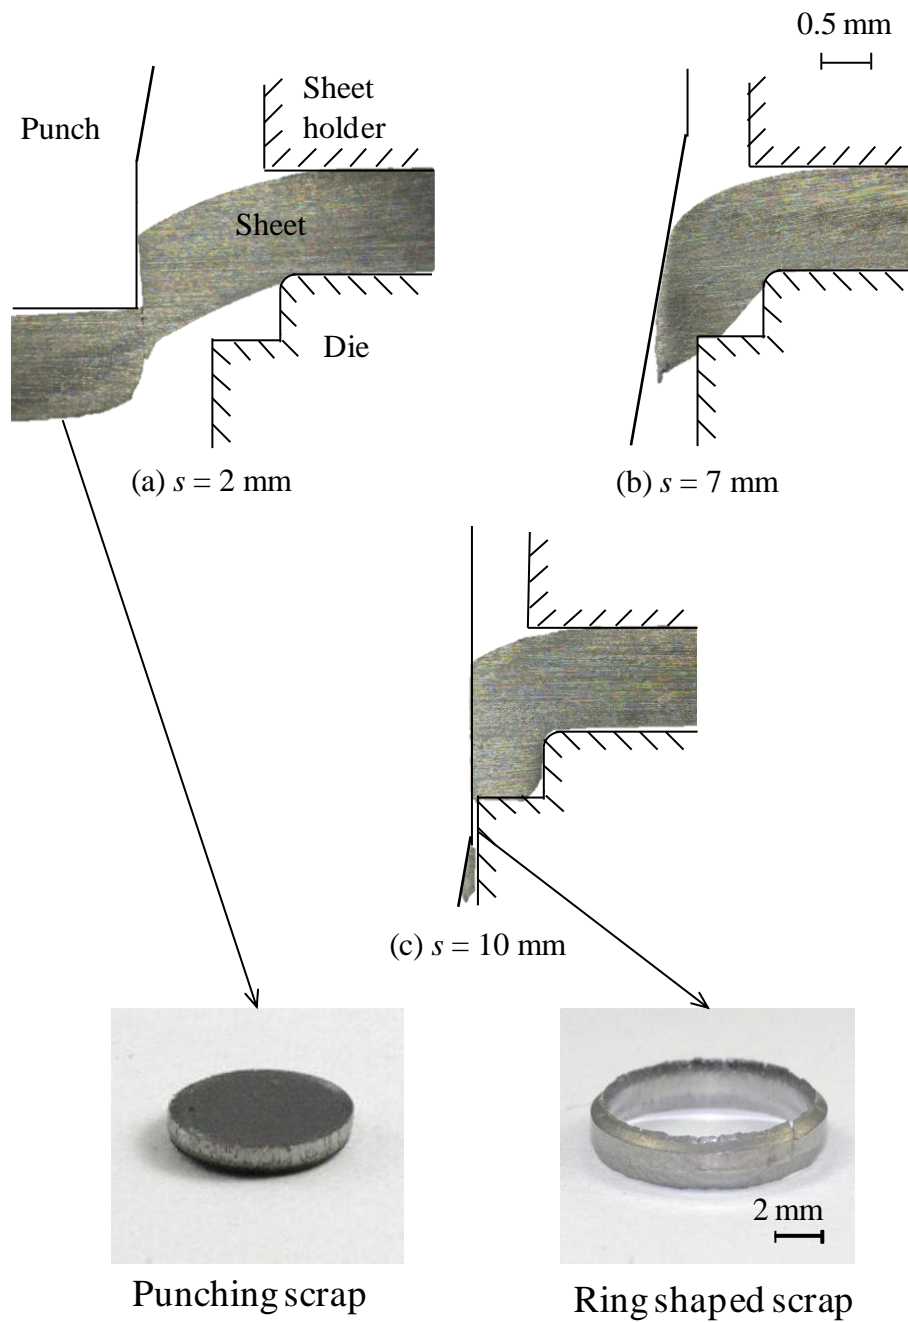 0.5 mm
Punch
Sheet
holder
Sheet
Die
(a) s = 2 mm
(b) s = 7 mm
(c) s = 10 mm
2 mm
Punching scrap
Ring shaped scrap